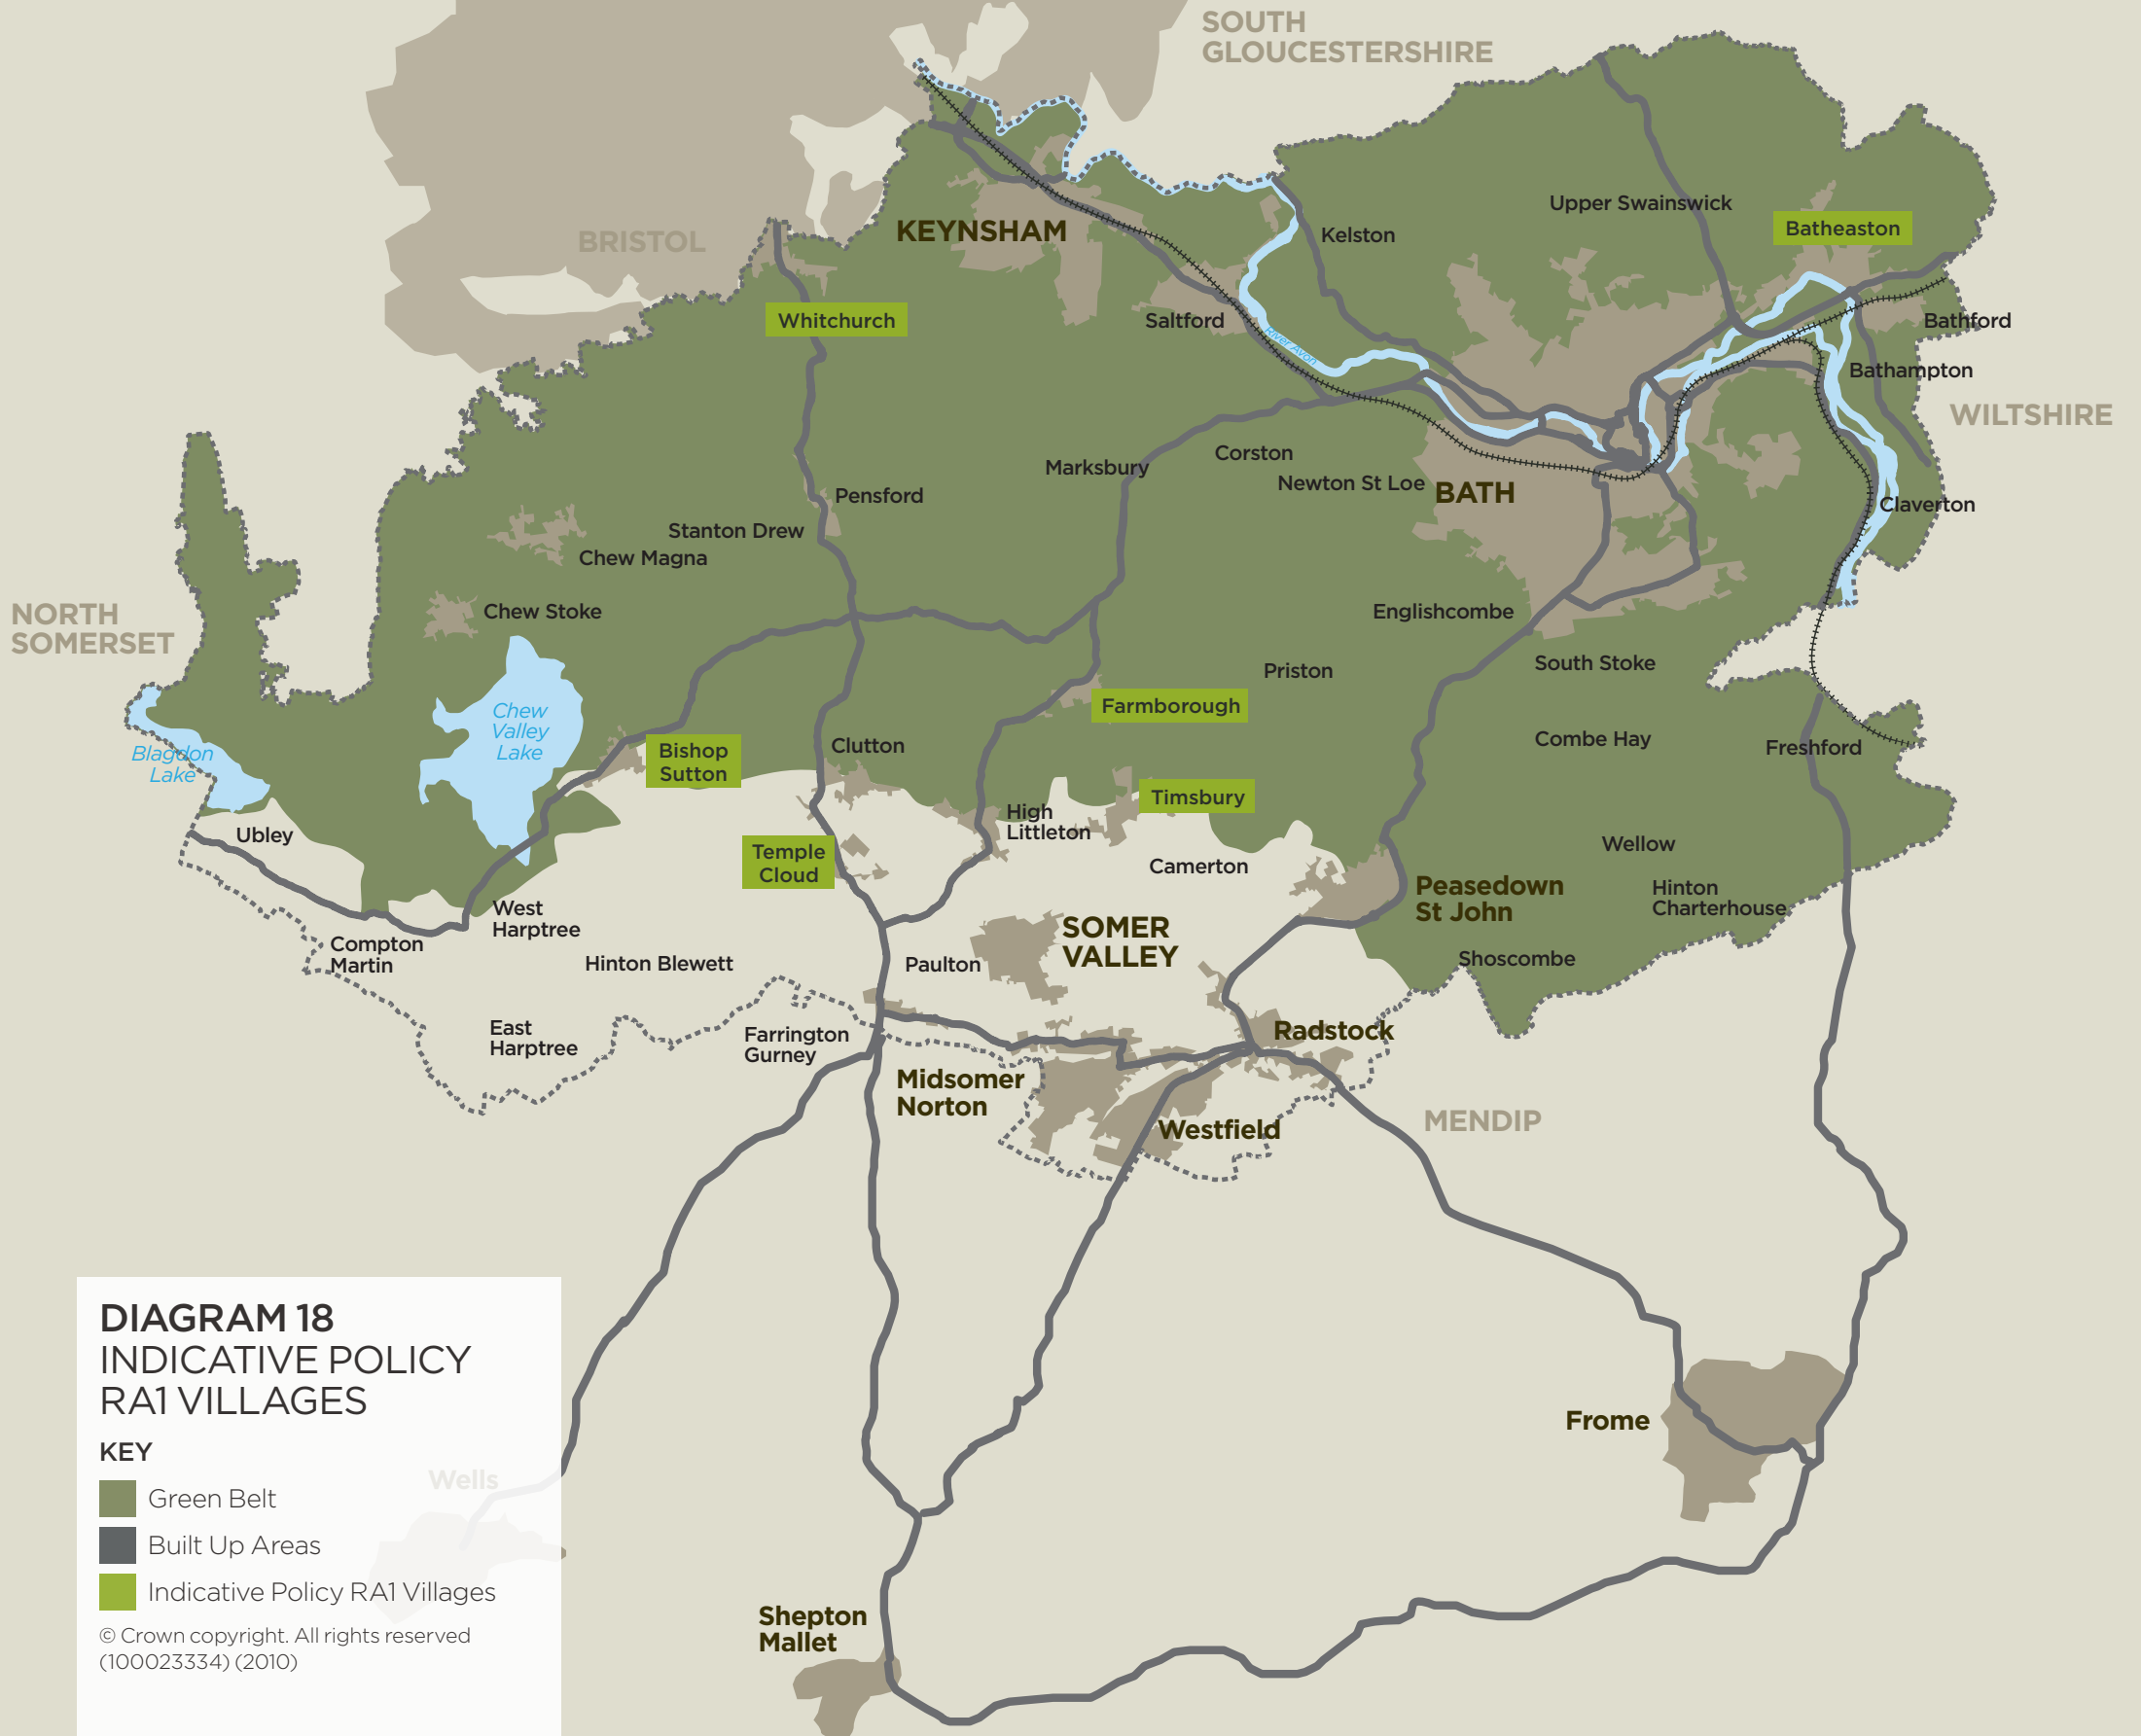 SOUTH
GLOUCESTERSHIRE
Upper Swainswick
Batheaston
KEYNSHAM
Kelston
BRISTOL
Whitchurch
Saltford
River Avon
Bathford
Bathampton
WILTSHIRE
Corston
Marksbury
Newton St Loe
BATH
Pensford
Claverton
Stanton Drew
Chew Magna
NORTH
SOMERSET
Chew Stoke
Englishcombe
South Stoke
Priston
Farmborough
Chew
Valley
Lake
Blagdon
Lake
Bishop
Sutton
Clutton
Combe Hay
Freshford
Timsbury
High
Littleton
Ubley
Temple
Cloud
Camerton
Wellow
Peasedown
St John
Hinton
Charterhouse
West
Harptree
SOMER
VALLEY
Compton
Martin
Hinton Blewett
Paulton
Shoscombe
East
Harptree
Farrington
Gurney
Radstock
Midsomer
Norton
Westfield
MENDIP
DIAGRAM 18
INDICATIVE POLICY
RA1 VILLAGES
KEY
Wells
Green Belt
Built Up Areas
Indicative Policy RA1 Villages
© Crown copyright. All rights reserved
(100023334) (2010)
Frome
Shepton
Mallet